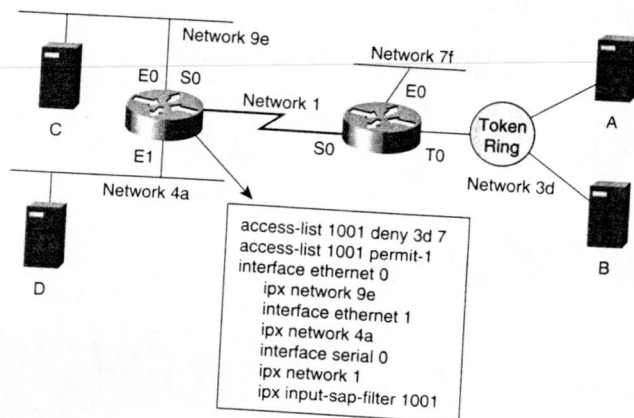 Network 9e
Network 7f
E0 S0
E0
A
C
Network 1
Token
Ring
S0
T0
E1
Network 3d
Network 4a
B
D
access-list 1001 deny 3d 7
access-list 1001 permit-1
interface ethernet 0
ipx network 9e
interface ethernet 1
ipx network 4a
interface serial 0
ipx network 1
ipx input-sap-filter 1001